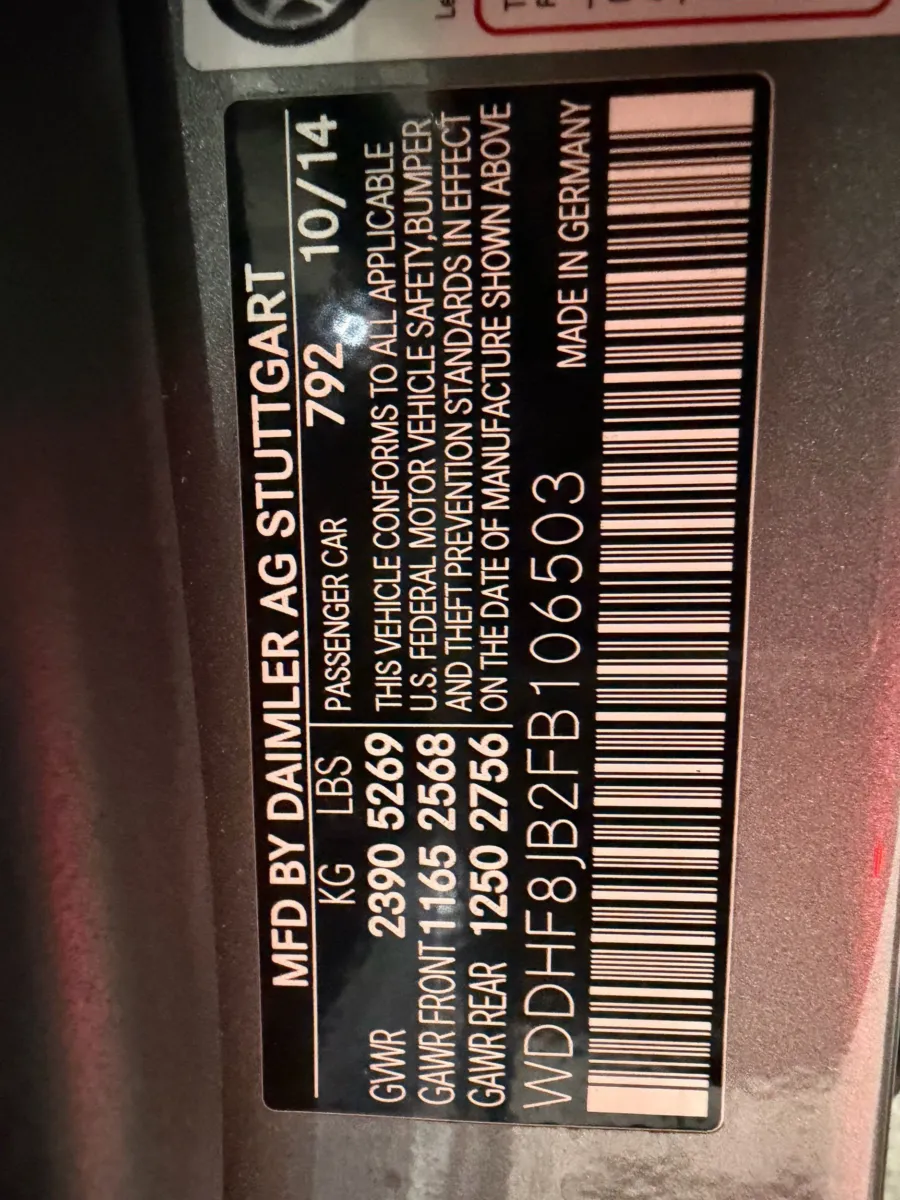 MFD BY DAIMLER AG STUTTGART
KG LBS PASSENGER CAR 792 10/14
GVWR 2390 5269 THIS VEHICLE CONFORMS TO ALL APPLICABLE
GAWR FRONT 1165 2568 U.S. FEDERAL MOTOR VEHICLE SAFETY,BUMPER,
GAWR REAR 1250 2756 AND THEFT PREVENTION STANDARDS IN EFFECT
ON THE DATE OF MANUFACTURE SHOWN ABOVE
WDDHF8JB2FB106503 MADE IN GERMANY